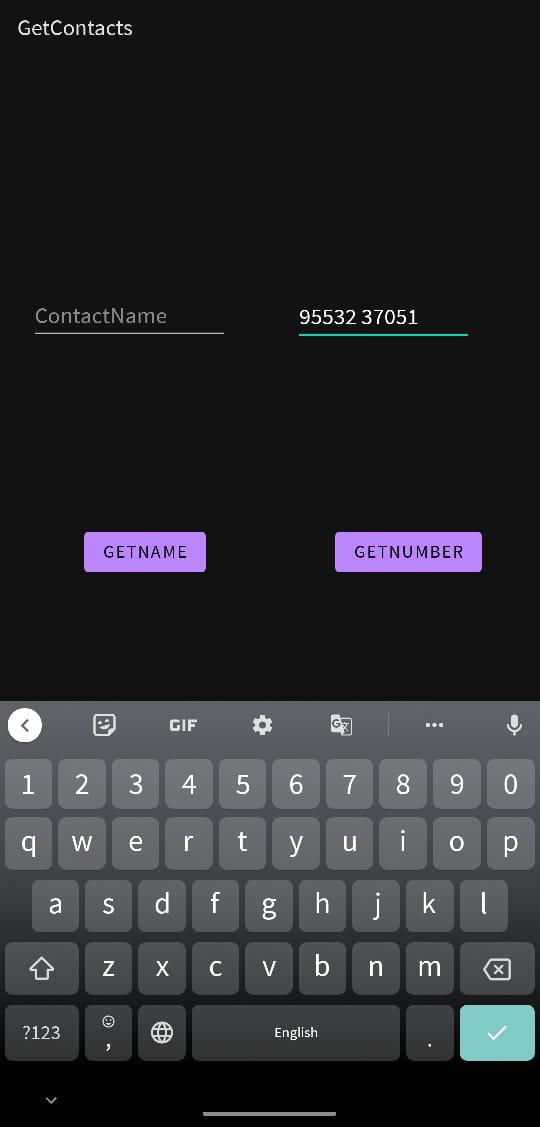 GetContacts
ContactName 95532 37051
GETNAME GETNUMBER
GIF G
1 2 3 4 5 6 7 8 9 0
q w e r t y u i o p
a s d f g h j k l
z x c v b n m
?123 , English .